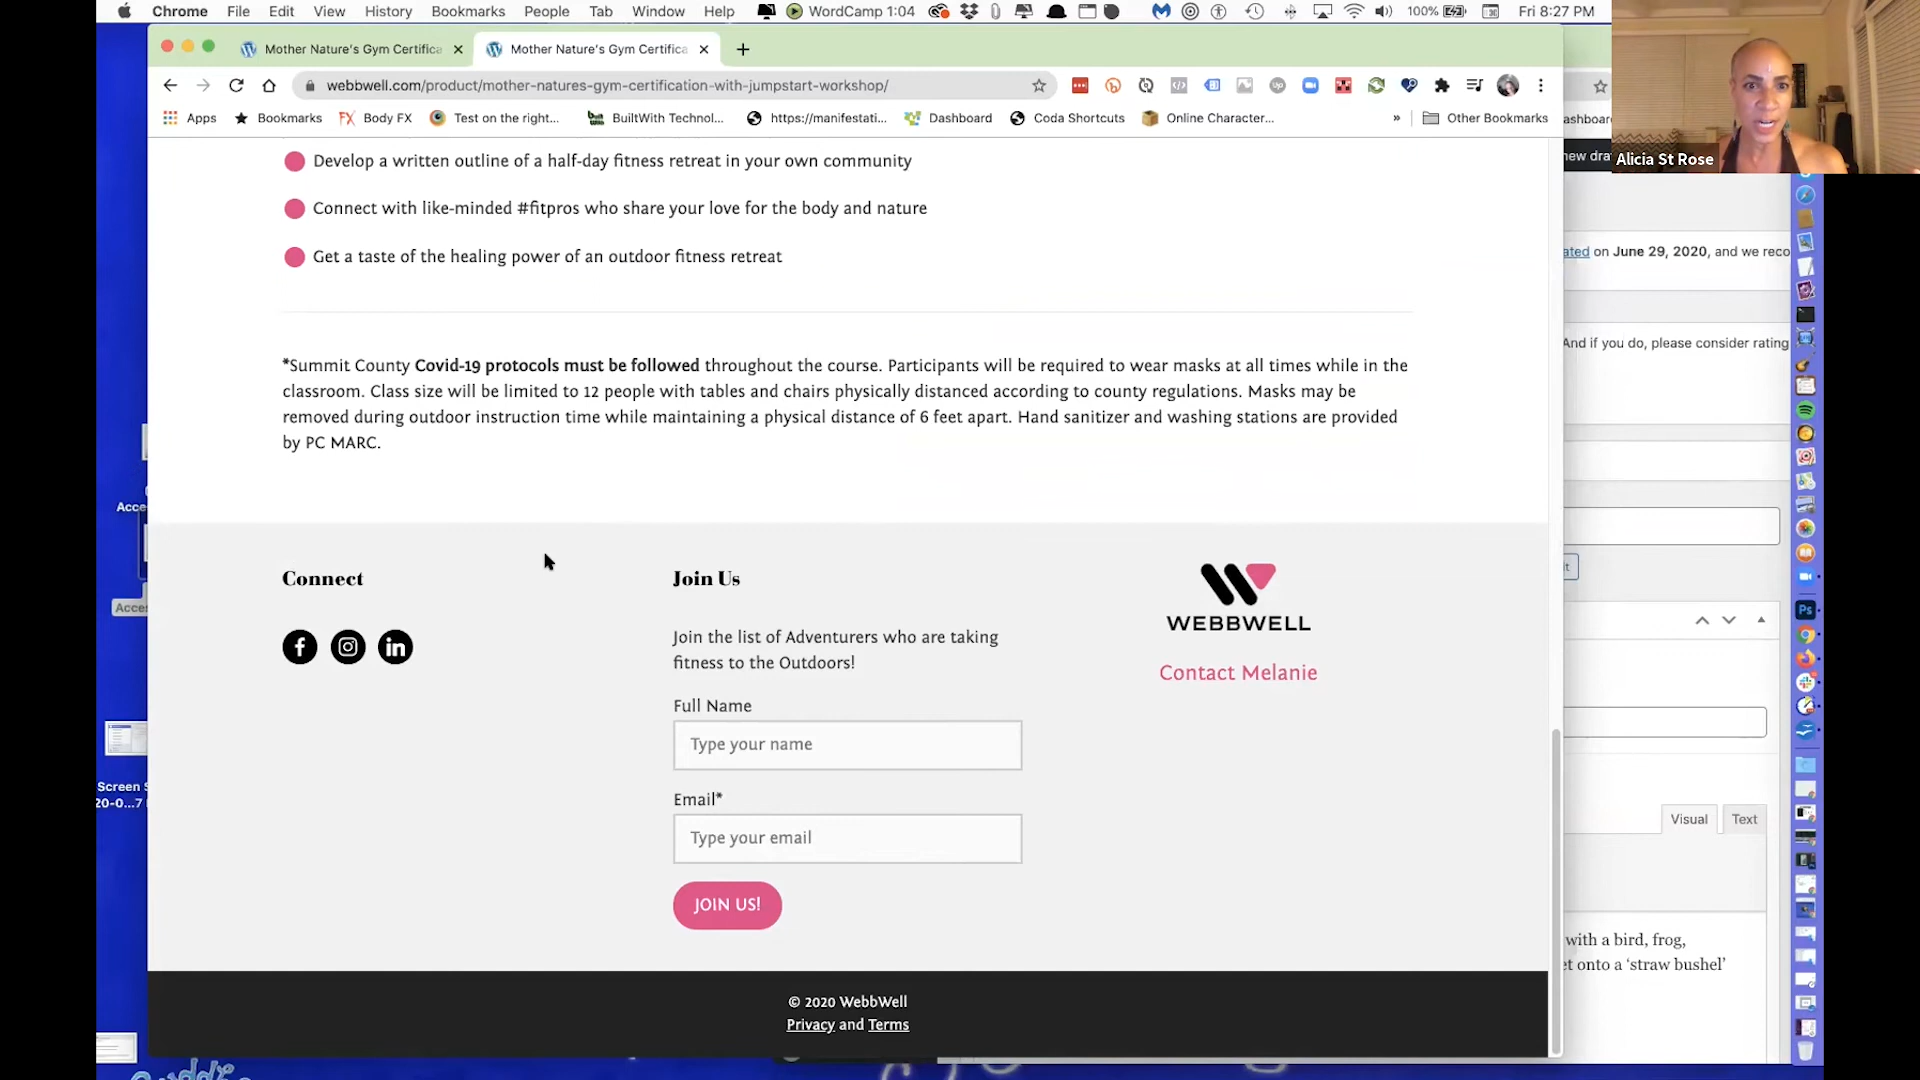 Chrome File Edit View History Bookmarks People Tab Window Help WordCamp 1:04 100% Fri 8:27 PM
Mother Nature's Gym Certifica Mother Nature's Gym Certifica
webbwell.com/product/mother-natures-gym-certification-with-jumpstart-workshop/
Apps Bookmarks Body FX Test on the right... BuiltWith Technol... https://manifestati... Dashboard Coda Shortcuts Online Character... » Other Bookmarks
Alicia St Rose
Develop a written outline of a half-day fitness retreat in your own community
Connect with like-minded #fitpros who share your love for the body and nature
Get a taste of the healing power of an outdoor fitness retreat
ated on June 29, 2020, and we reco
And if you do, please consider rating
*Summit County Covid-19 protocols must be followed throughout the course. Participants will be required to wear masks at all times while in the
classroom. Class size will be limited to 12 people with tables and chairs physically distanced according to county regulations. Masks may be
removed during outdoor instruction time while maintaining a physical distance of 6 feet apart. Hand sanitizer and washing stations are provided
by PC MARC.
Connect
Join Us
Join the list of Adventurers who are taking
fitness to the Outdoors!
Full Name
Type your name
Email*
Type your email
JOIN US!
WEBBWELL
Contact Melanie
© 2020 WebbWell
Privacy and Terms
Visual Text
with a bird, frog,
et onto a ‘straw bushel’
Acce
Acces
Screen S
20-0...7
Ps